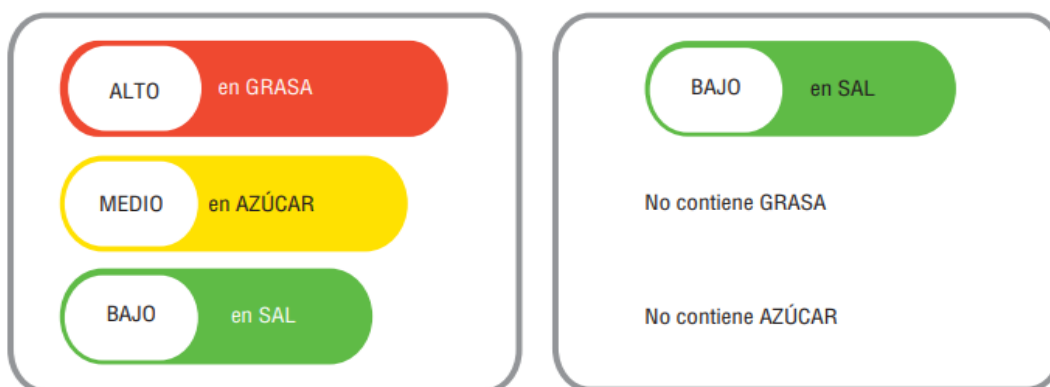 ALTO en GRASA
MEDIO en AZÚCAR
BAJO en SAL
BAJO en SAL
No contiene GRASA
No contiene AZÚCAR